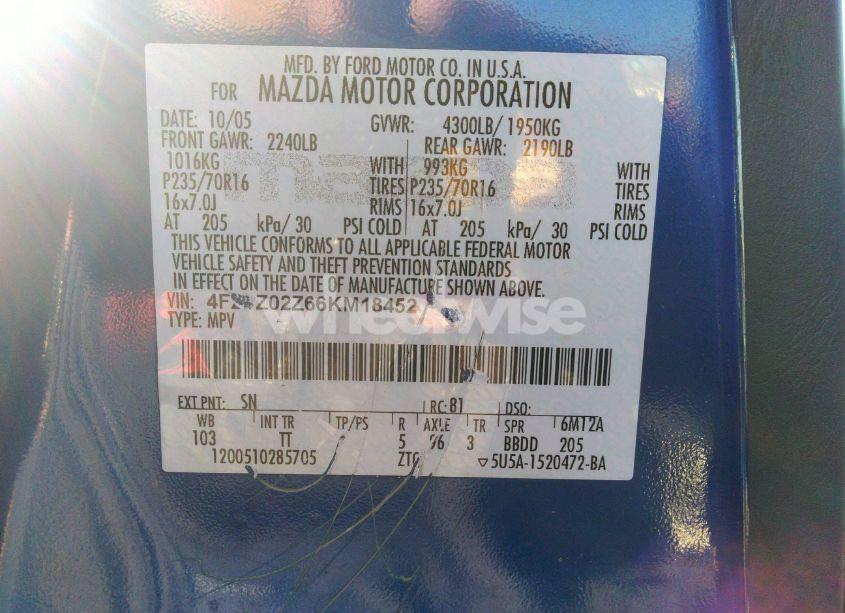 MFD. BY FORD MOTOR CO. IN U.S.A.
FOR MAZDA MOTOR CORPORATION
DATE: 10/05 GVWR: 4300LB/ 1950KG
FRONT GAWR: 2240LB REAR GAWR: 2190LB
1016KG WITH 993KG WITH
P235/70R16 TIRES P235/70R16 TIRES
16x7.0J RIMS 16x7.0J RIMS
AT 205 kPa/ 30 PSI COLD AT 205 kPa/ 30 PSI COLD
THIS VEHICLE CONFORMS TO ALL APPLICABLE FEDERAL MOTOR
VEHICLE SAFETY AND THEFT PREVENTION STANDARDS
IN EFFECT ON THE DATE OF MANUFACTURE SHOWN ABOVE.
VIN:
TYPE: MPV
wheelwise
EXT PNT: SN RC: 81 DSO:
WB INT TR TP/PS R AXLE TR SPR 6M12A
103 TT 5 3 BBDD 205
1200510285705 5U5A-1520472-BA